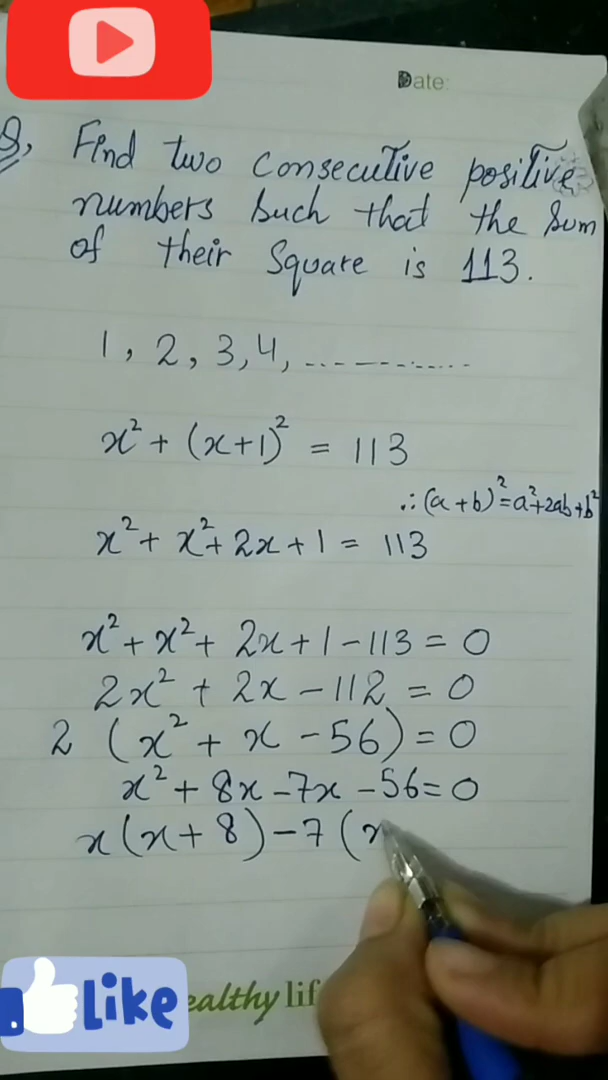 Date:
Q, Find two consecutive positive
numbers such that the sum
of their square is 113.
1, 2, 3, 4, ..............
x² + (x+1)² = 113
∴ (a+b)² = a²+2ab+b²
x² + x² + 2x + 1 = 113
x² + x² + 2x + 1 - 113 = 0
2x² + 2x - 112 = 0
2 (x² + x - 56) = 0
x² + 8x - 7x - 56 = 0
x(x+8) - 7(x
Like ealthy lif